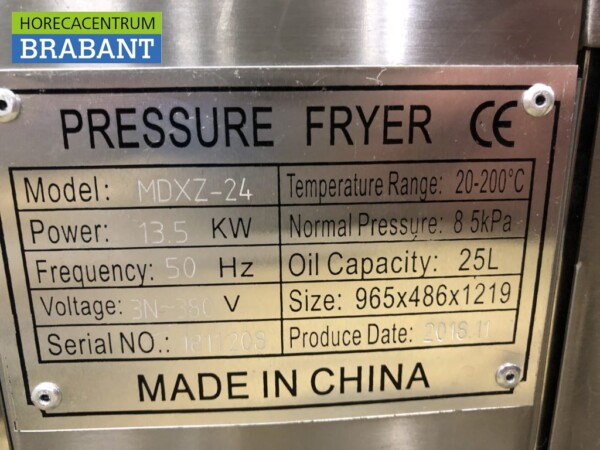 HORECACENTRUM
BRABANT
PRESSURE FRYER CE
Model: MDXZ-24
Temperature Range: 20-200°C
Power: 13.5 KW
Normal Pressure: 8 5kPa
Frequency: 50 Hz
Oil Capacity: 25L
Voltage: 3N~380 V
Size: 965x486x1219
Serial NO.:
Produce Date: 2018.11
MADE IN CHINA